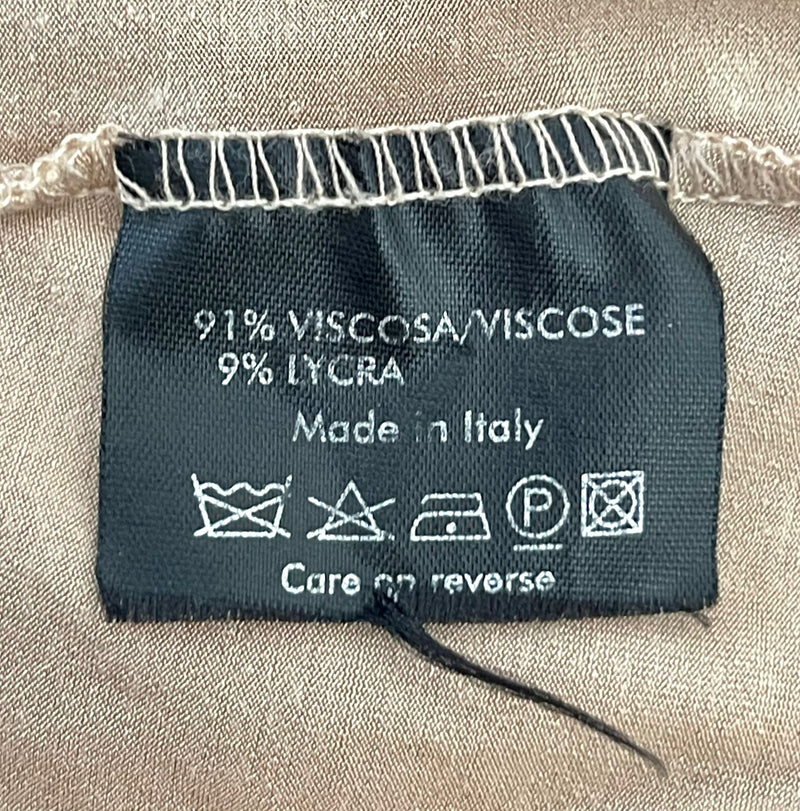 91% VISCOSA/VISCOSE
9% LYCRA
Made in Italy
P
Care on reverse